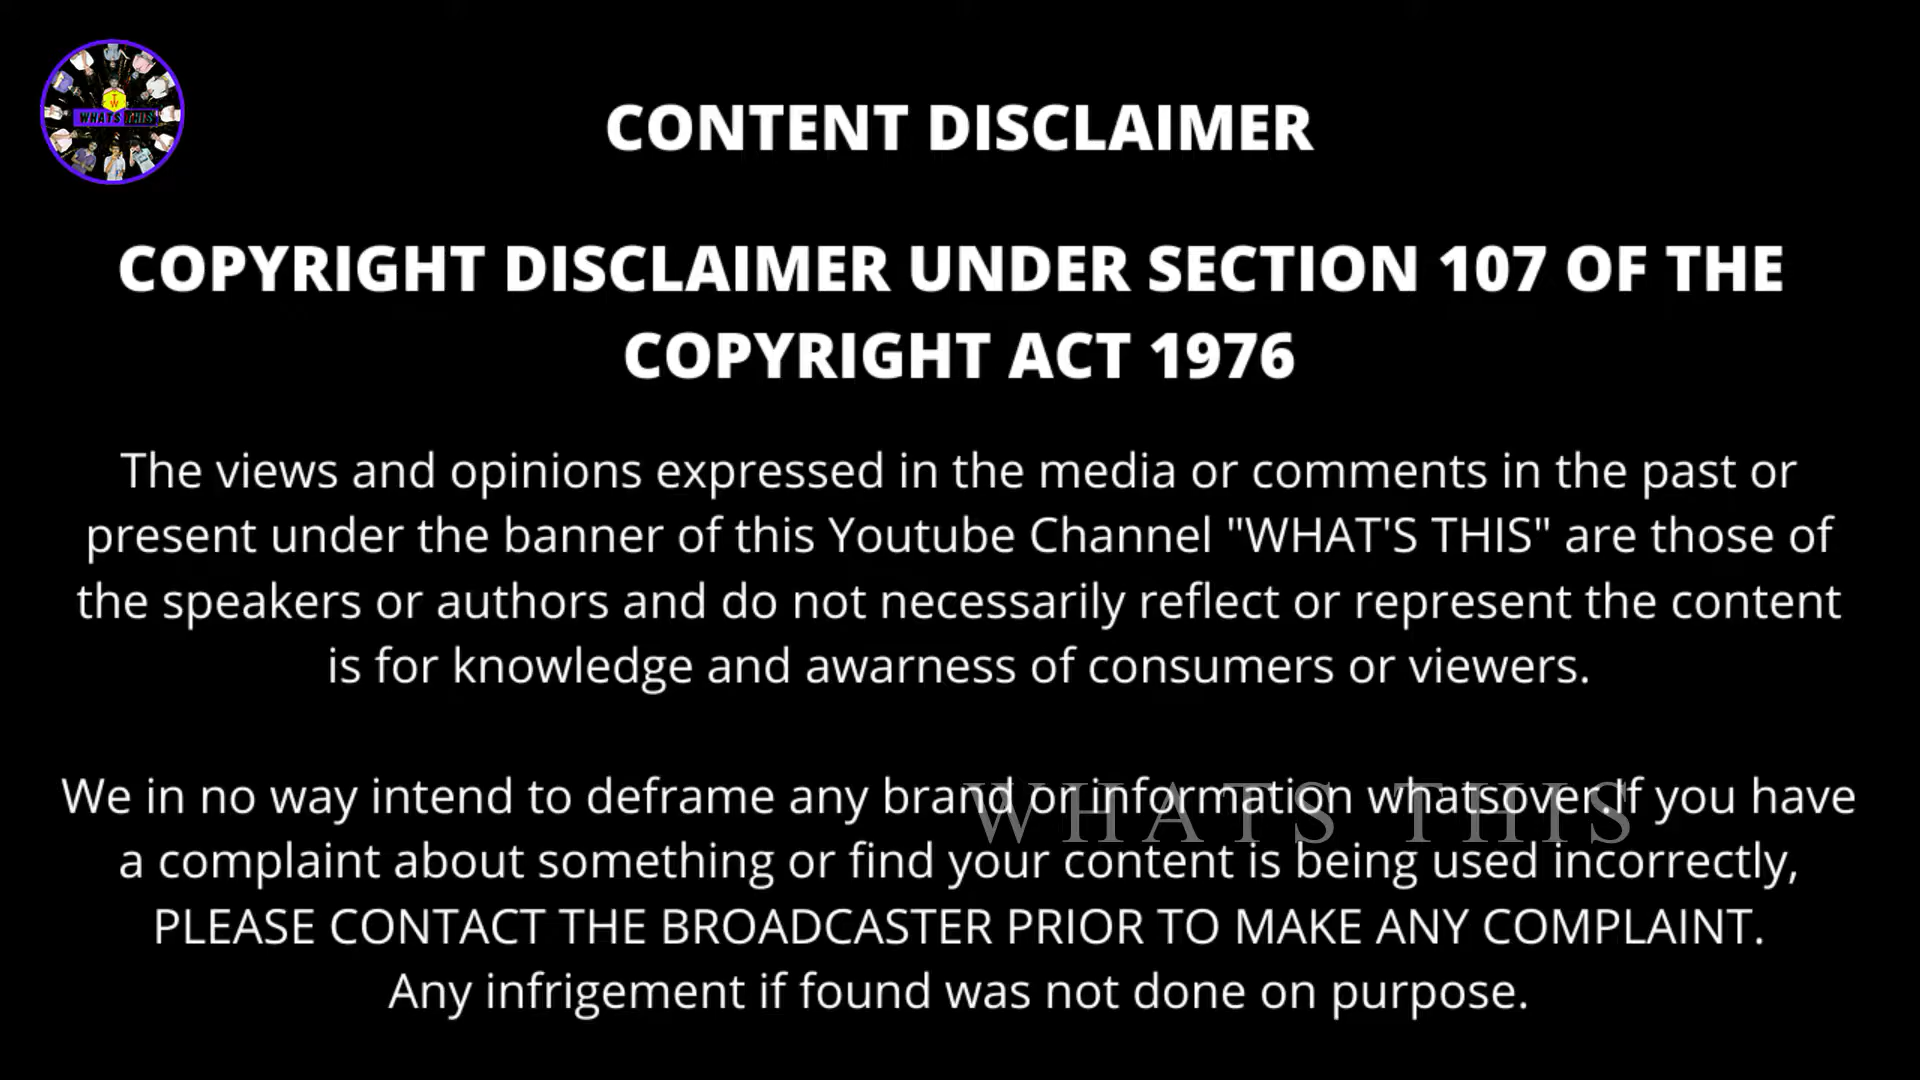 WHATS THIS
CONTENT DISCLAIMER
COPYRIGHT DISCLAIMER UNDER SECTION 107 OF THE
COPYRIGHT ACT 1976
The views and opinions expressed in the media or comments in the past or
present under the banner of this Youtube Channel "WHAT'S THIS" are those of
the speakers or authors and do not necessarily reflect or represent the content
is for knowledge and awarness of consumers or viewers.
We in no way intend to deframe any brand or information whatsover.If you have
WHATS THIS
a complaint about something or find your content is being used incorrectly,
PLEASE CONTACT THE BROADCASTER PRIOR TO MAKE ANY COMPLAINT.
Any infrigement if found was not done on purpose.